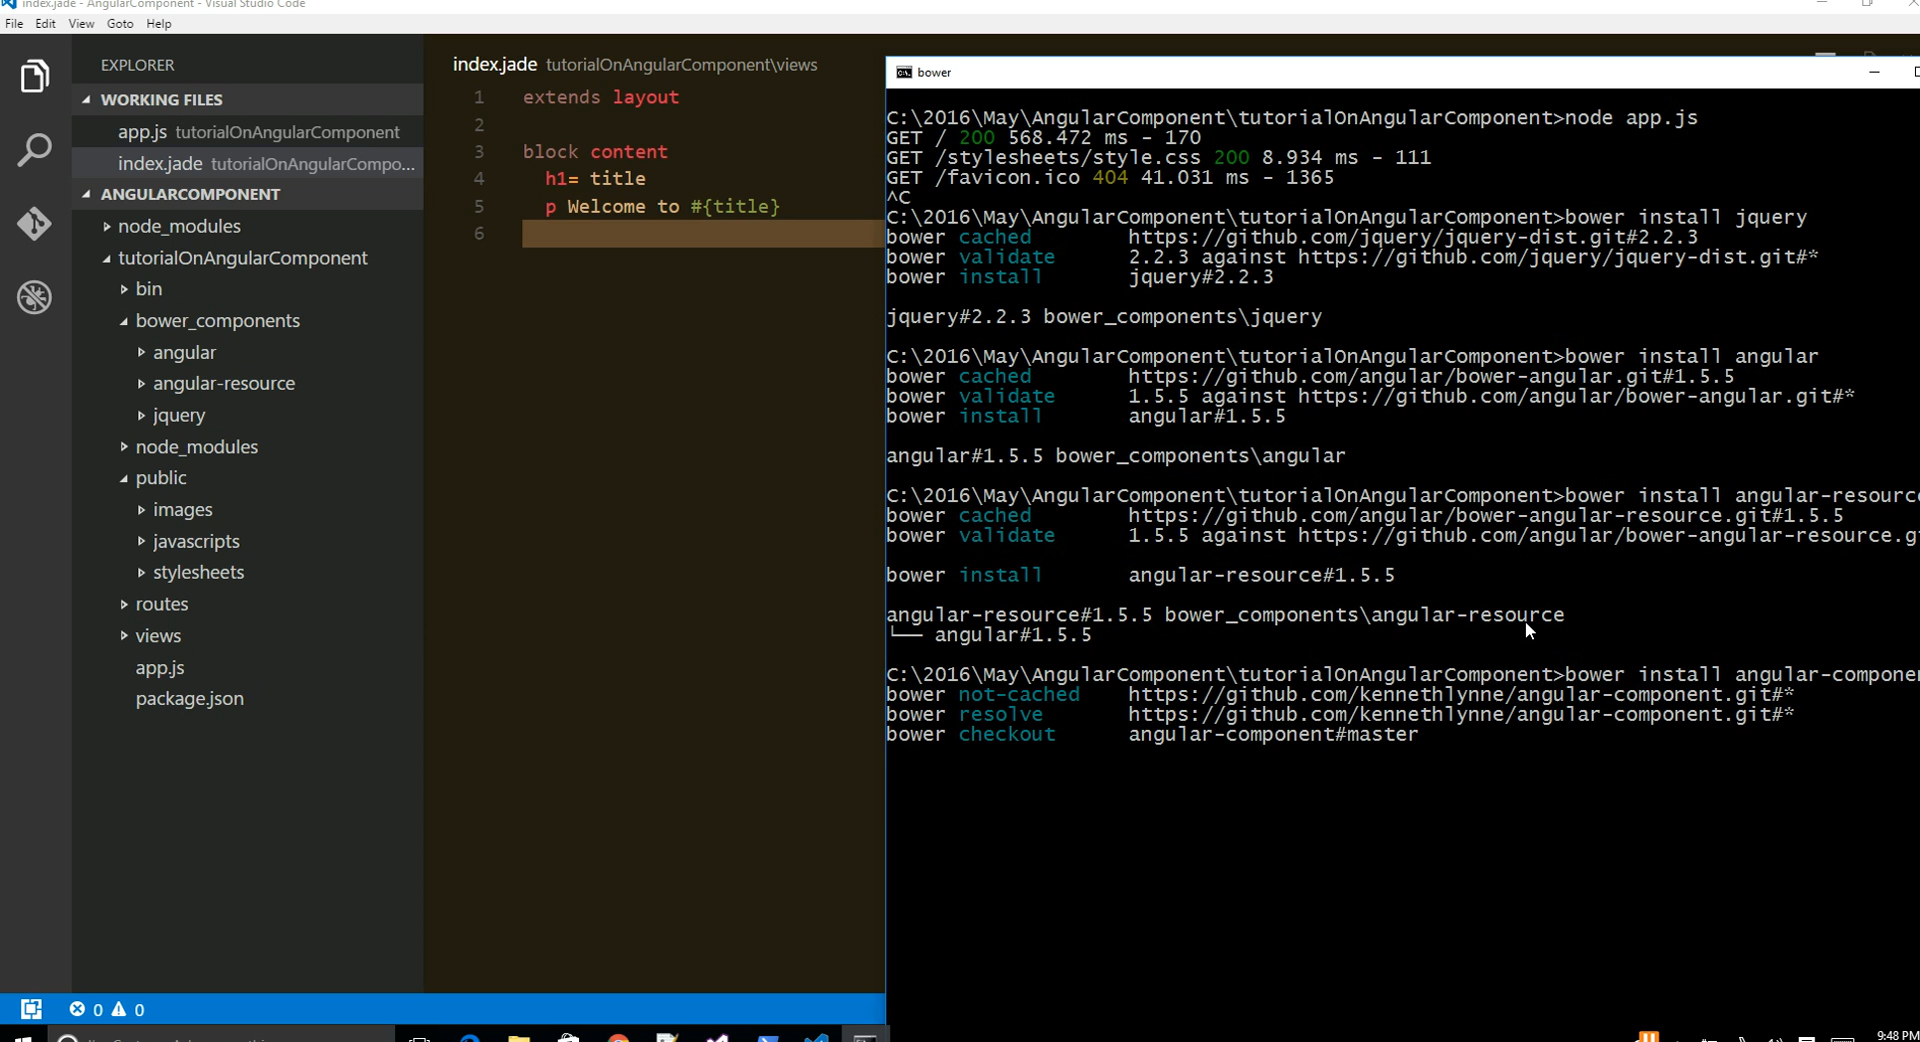 index.jade - AngularComponent - Visual Studio Code
File Edit View Goto Help
EXPLORER
WORKING FILES
app.js tutorialOnAngularComponent
index.jade tutorialOnAngularCompo...
ANGULARCOMPONENT
node_modules
tutorialOnAngularComponent
bin
bower_components
angular
angular-resource
jquery
node_modules
public
images
javascripts
stylesheets
routes
views
app.js
package.json
index.jade tutorialOnAngularComponent\views
1 extends layout
2
3 block content
4 h1= title
5 p Welcome to #{title}
6
bower
C:\2016\May\AngularComponent\tutorialOnAngularComponent>node app.js
GET / 200 568.472 ms - 170
GET /stylesheets/style.css 200 8.934 ms - 111
GET /favicon.ico 404 41.031 ms - 1365
^C
C:\2016\May\AngularComponent\tutorialOnAngularComponent>bower install jquery
bower cached https://github.com/jquery/jquery-dist.git#2.2.3
bower validate 2.2.3 against https://github.com/jquery/jquery-dist.git#*
bower install jquery#2.2.3
jquery#2.2.3 bower_components\jquery
C:\2016\May\AngularComponent\tutorialOnAngularComponent>bower install angular
bower cached https://github.com/angular/bower-angular.git#1.5.5
bower validate 1.5.5 against https://github.com/angular/bower-angular.git#*
bower install angular#1.5.5
angular#1.5.5 bower_components\angular
C:\2016\May\AngularComponent\tutorialOnAngularComponent>bower install angular-resource
bower cached https://github.com/angular/bower-angular-resource.git#1.5.5
bower validate 1.5.5 against https://github.com/angular/bower-angular-resource.g
bower install angular-resource#1.5.5
angular-resource#1.5.5 bower_components\angular-resource
└── angular#1.5.5
C:\2016\May\AngularComponent\tutorialOnAngularComponent>bower install angular-compone
bower not-cached https://github.com/kennethlynne/angular-component.git#*
bower resolve https://github.com/kennethlynne/angular-component.git#*
bower checkout angular-component#master
0 0
9:48 PM